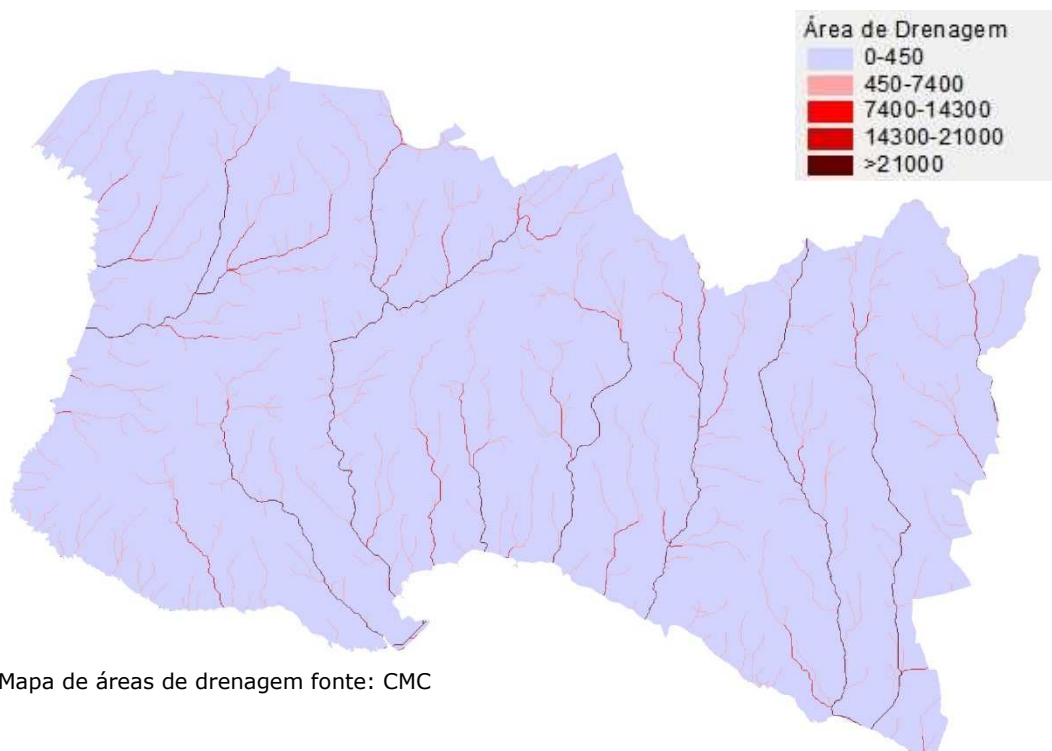 Área de Drenagem
0-450
450-7400
7400-14300
14300-21000
>21000
Mapa de áreas de drenagem fonte: CMC